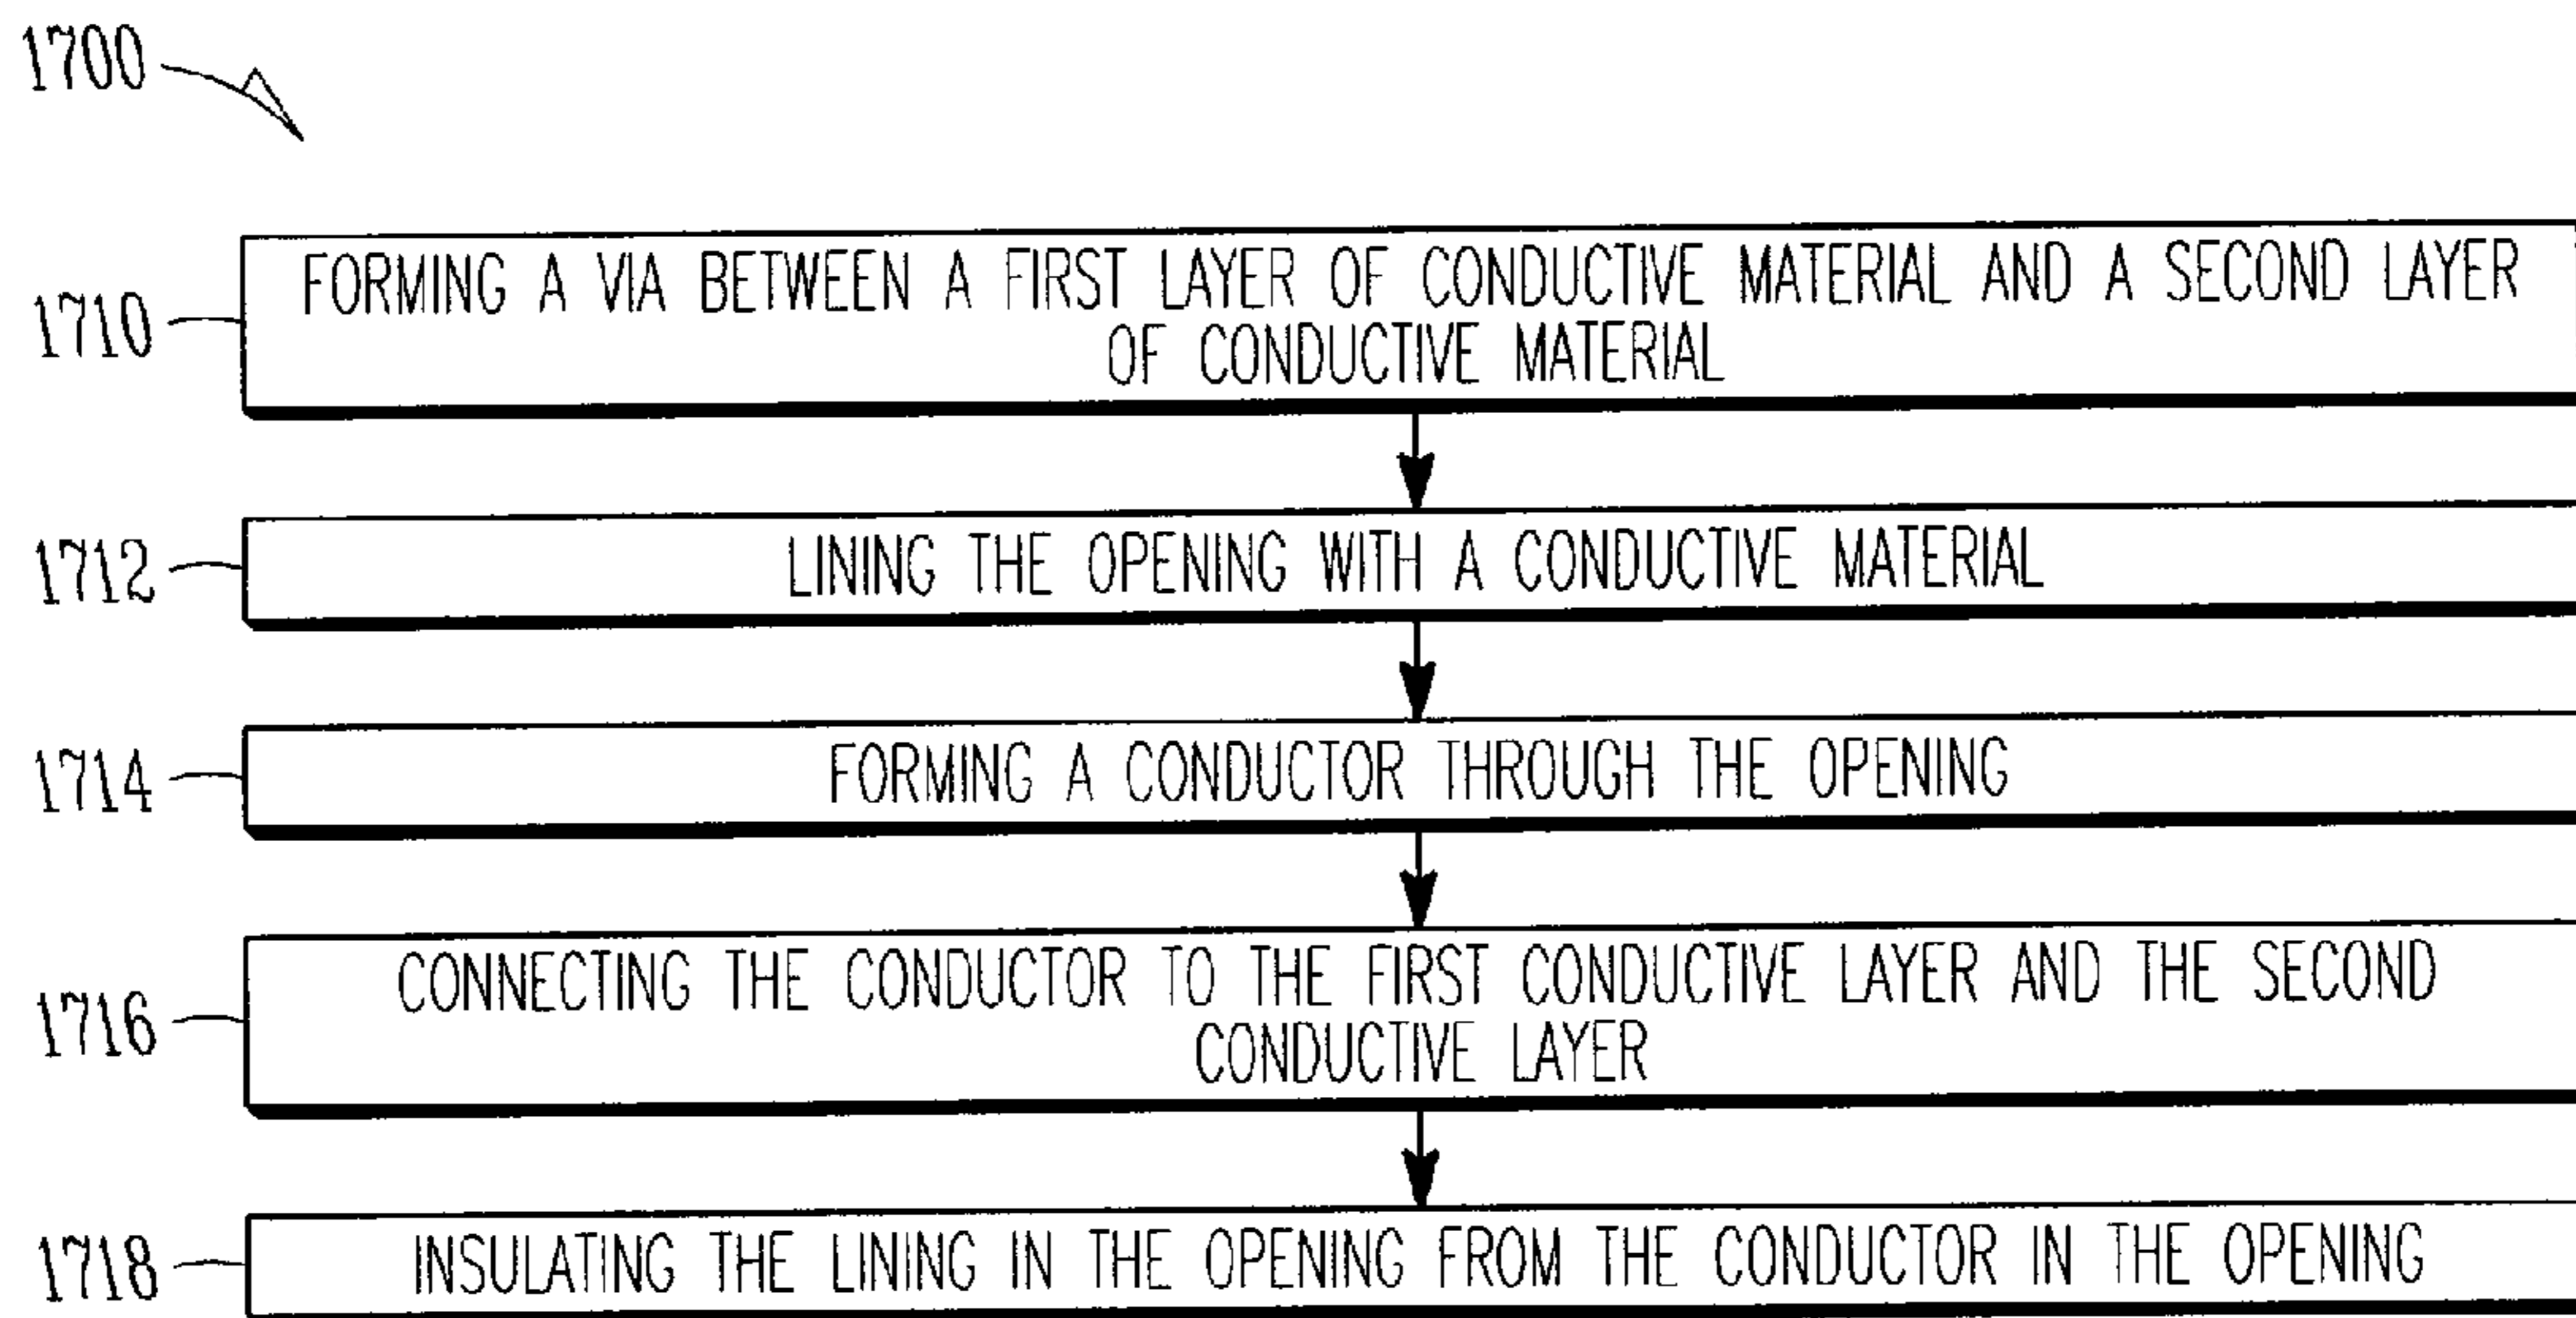 1700
1710
FORMING A VIA BETWEEN A FIRST LAYER OF CONDUCTIVE MATERIAL AND A SECOND LAYER
OF CONDUCTIVE MATERIAL
1712
LINING THE OPENING WITH A CONDUCTIVE MATERIAL
1714
FORMING A CONDUCTOR THROUGH THE OPENING
1716
CONNECTING THE CONDUCTOR TO THE FIRST CONDUCTIVE LAYER AND THE SECOND
CONDUCTIVE LAYER
1718
INSULATING THE LINING IN THE OPENING FROM THE CONDUCTOR IN THE OPENING